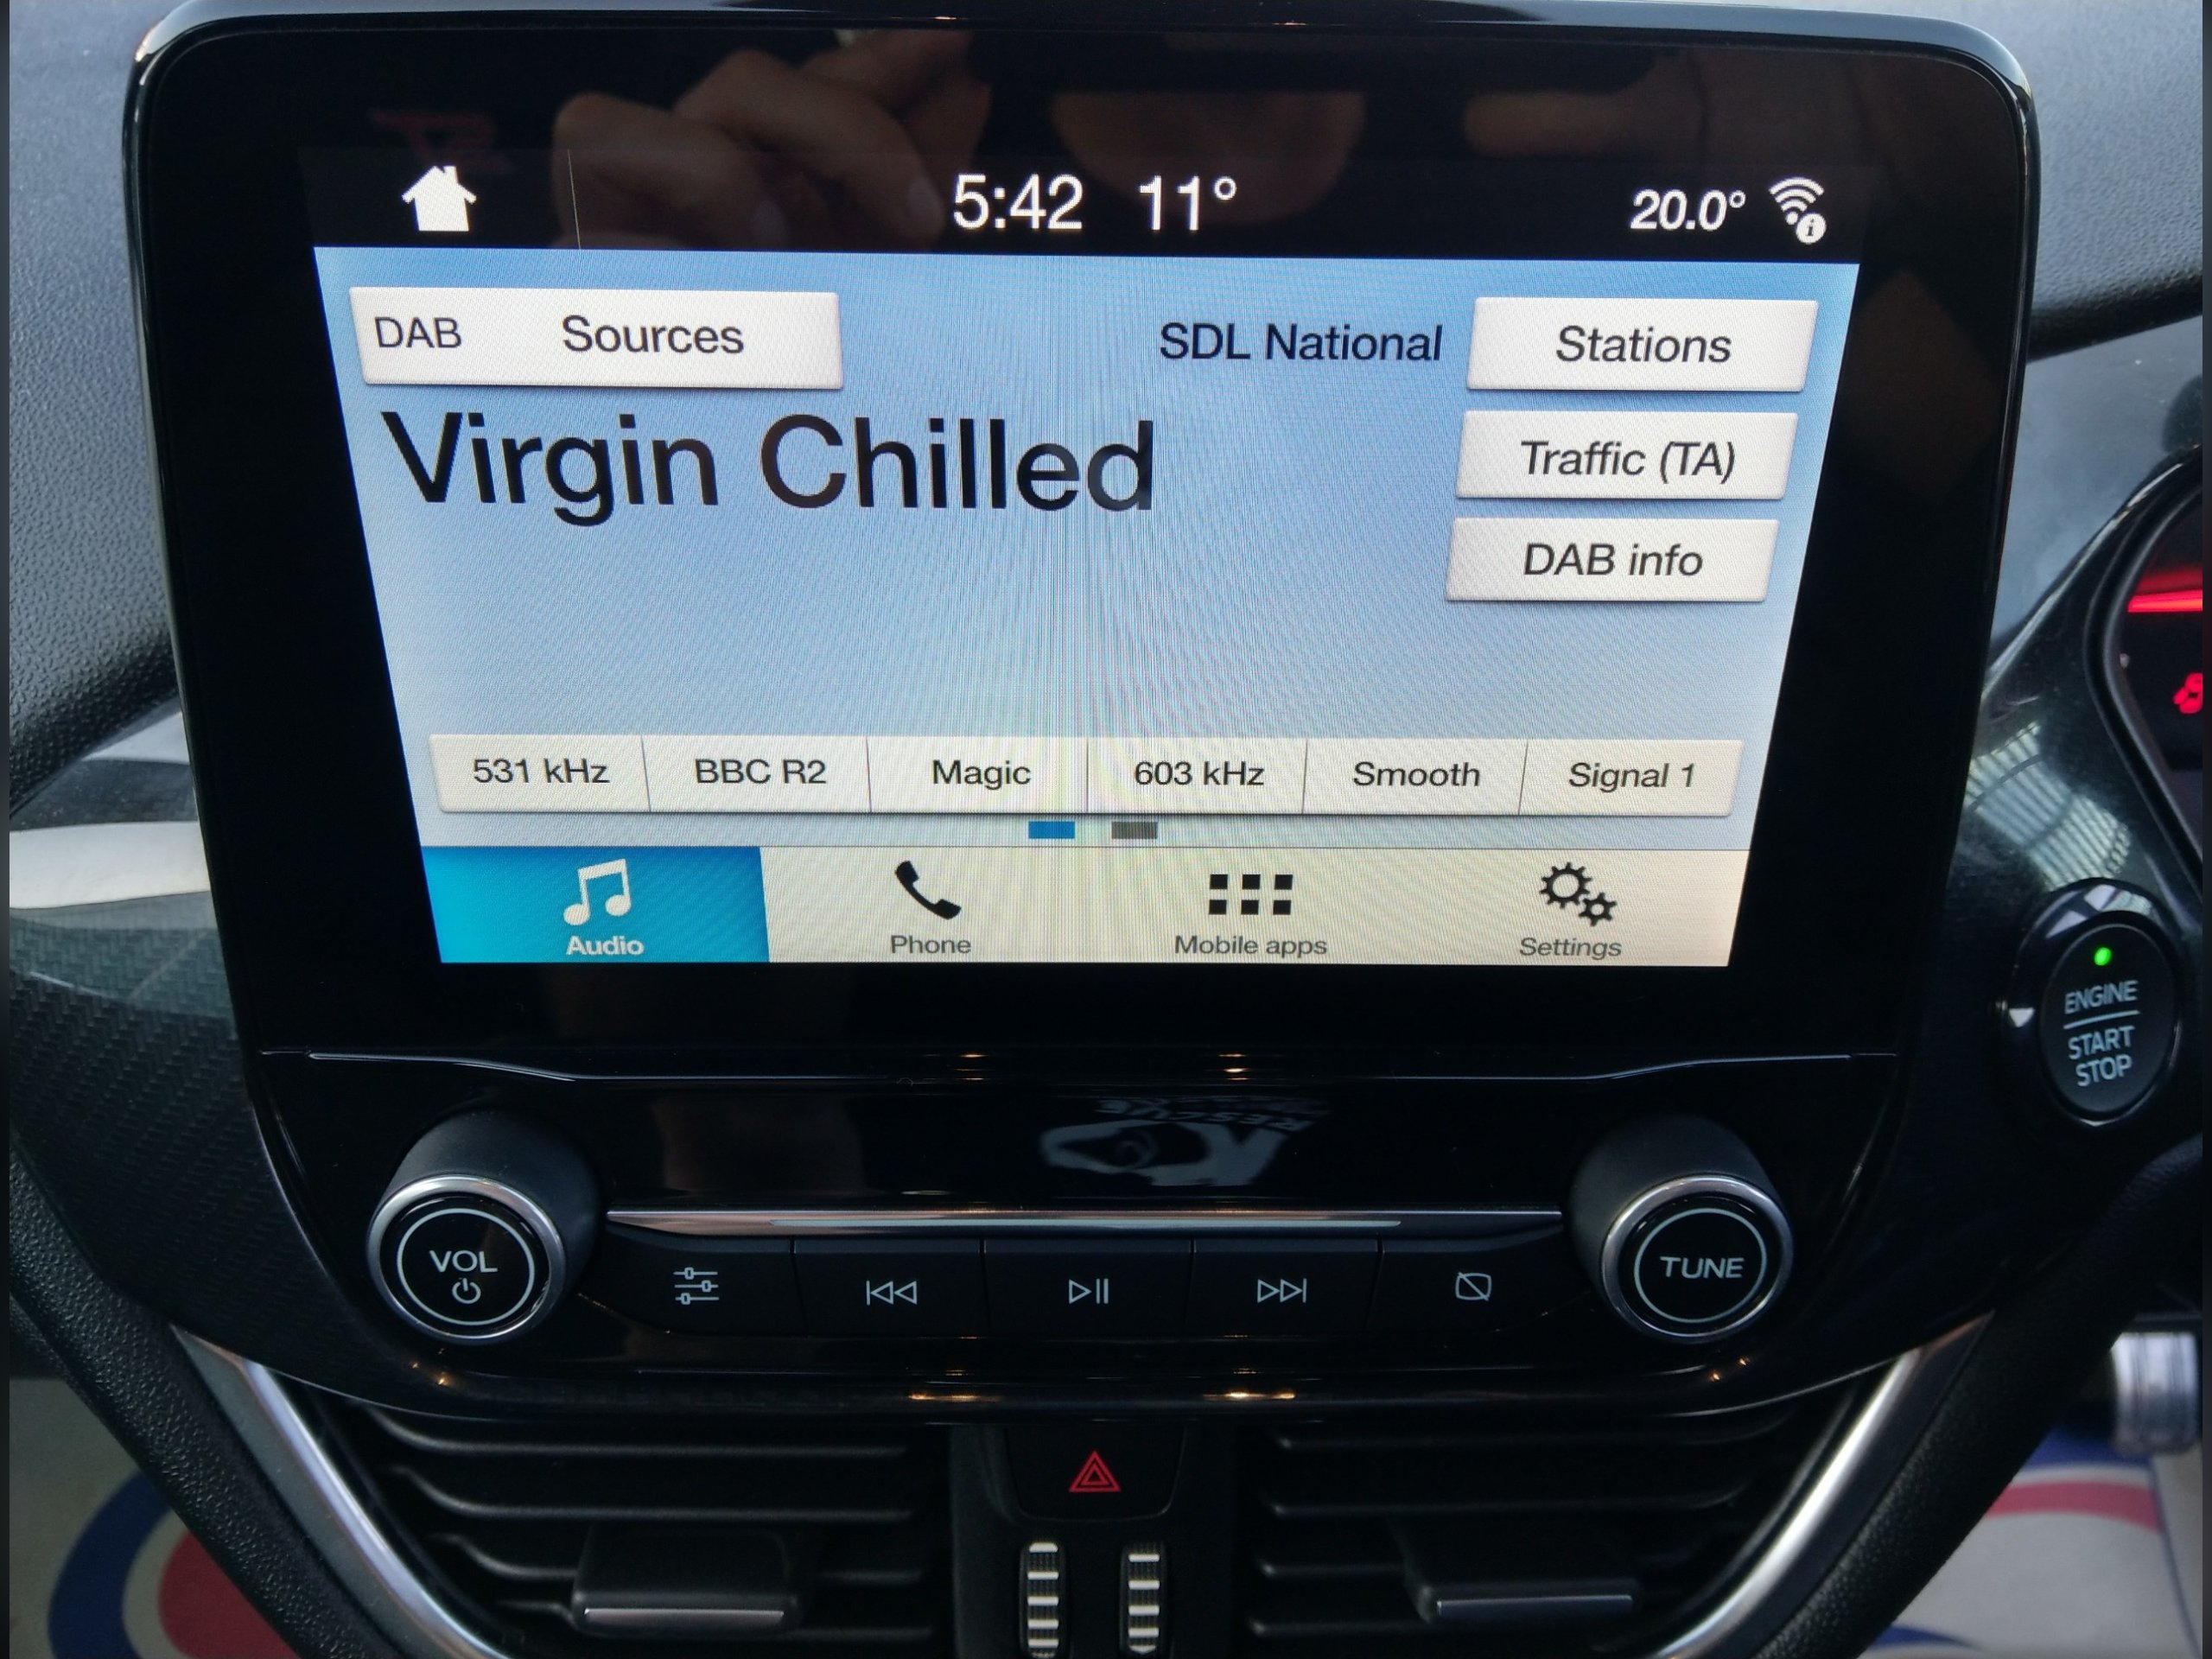 5:42 11° 20.0°
DAB Sources SDL National Stations
Virgin Chilled
Traffic (TA)
DAB info
531 kHz BBC R2 Magic 603 kHz Smooth Signal 1
Audio Phone Mobile apps Settings
ENGINE
START
STOP
VOL
TUNE